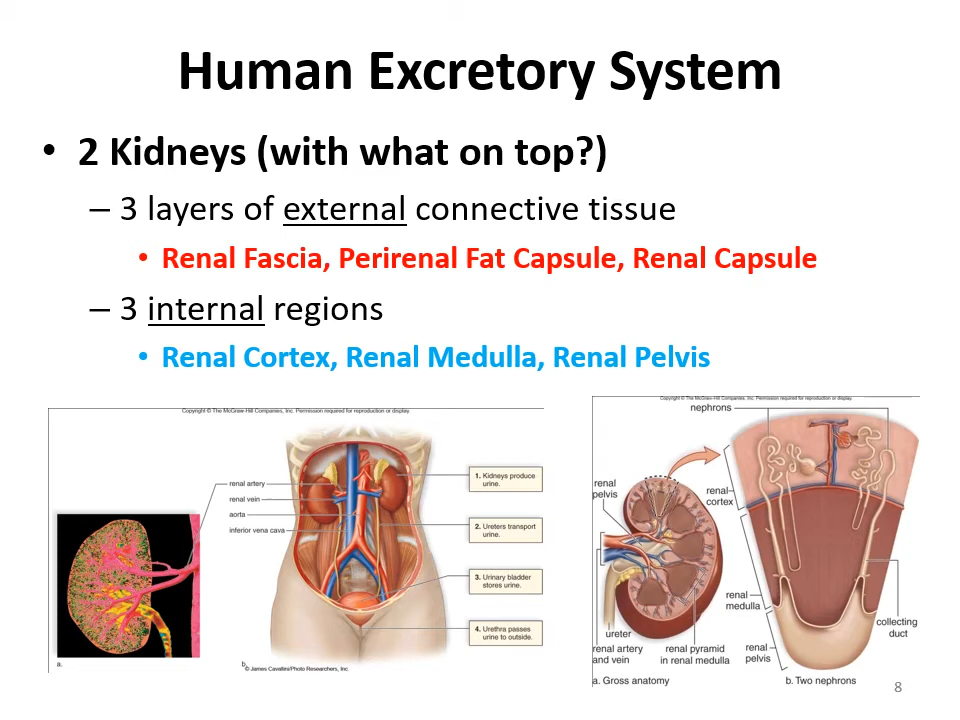 Human Excretory System
• 2 Kidneys (with what on top?)
– 3 layers of external connective tissue
• Renal Fascia, Perirenal Fat Capsule, Renal Capsule
– 3 internal regions
• Renal Cortex, Renal Medulla, Renal Pelvis
Copyright © The McGraw-Hill Companies, Inc. Permission required for reproduction or display.
renal artery
renal vein
aorta
inferior vena cava
1. Kidneys produce
urine.
2. Ureters transport
urine.
3. Urinary bladder
stores urine.
4. Urethra passes
urine to outside.
a.
b.
© James Cavallini/Photo Researchers, Inc.
Copyright © The McGraw-Hill Companies, Inc. Permission required for reproduction or display.
nephrons
renal
pelvis
renal
cortex
renal
medulla
ureter
renal artery
and vein
renal pyramid
in renal medulla
renal
pelvis
collecting
duct
a. Gross anatomy
b. Two nephrons
8